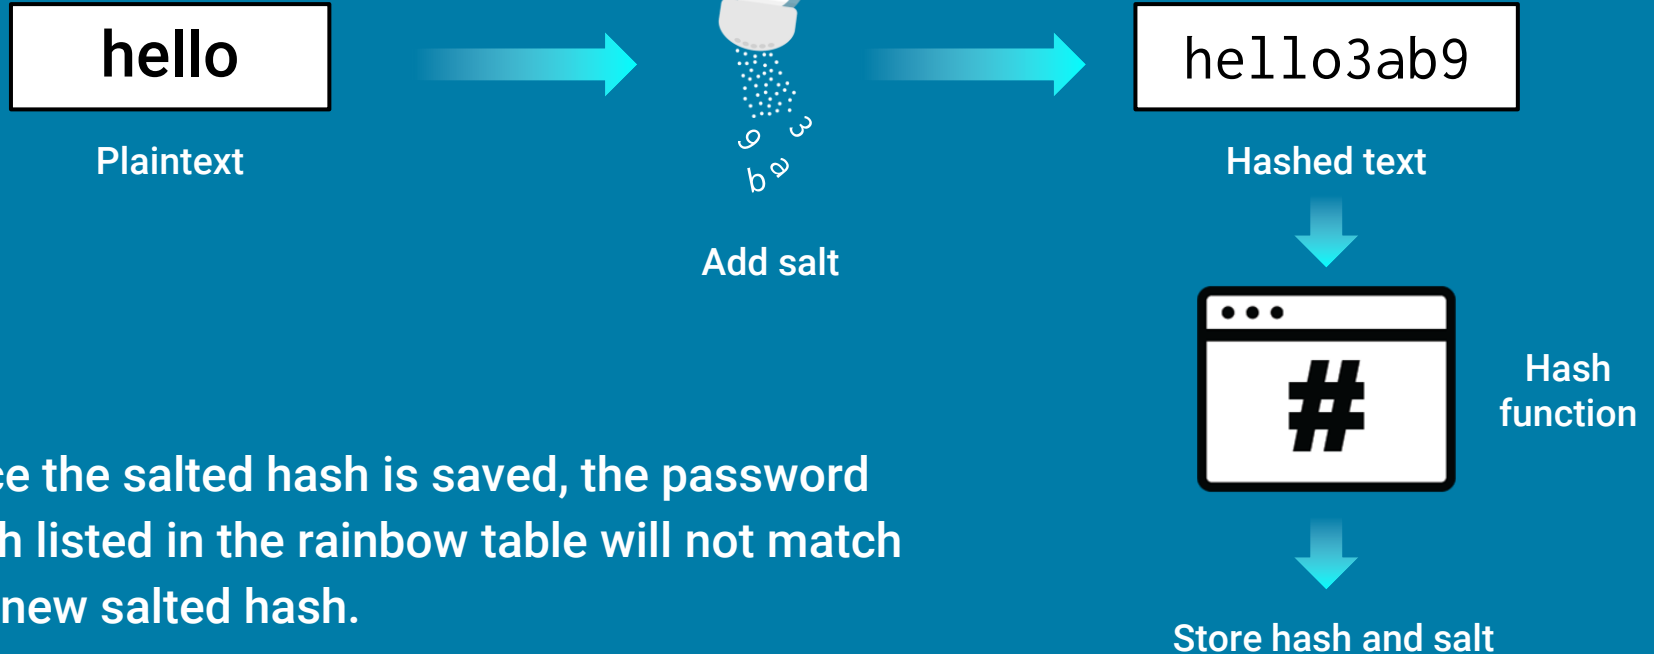 hello
hello3ab9
Plaintext
9 3
b a
Add salt
Hashed text
#
Hash
function
ce the salted hash is saved, the password
h listed in the rainbow table will not match
new salted hash.
Store hash and salt